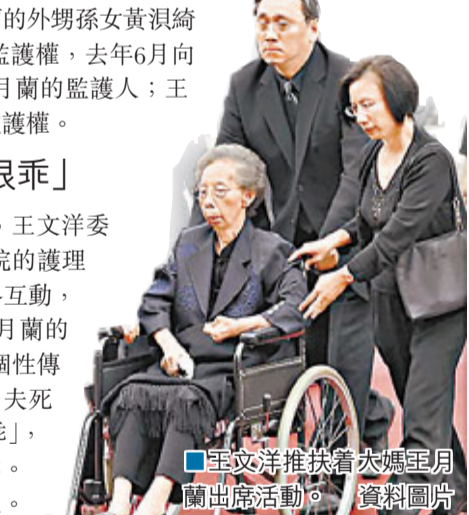 的外甥孫女黃浿綺
監護權，去年6月向
月蘭的監護人；王
護權。
很乖」
，王文洋委
院的護理
互動，
月蘭的
個性傳
夫死
」，
。
。
■王文洋推扶着大媽王月
蘭出席活動。 資料圖片